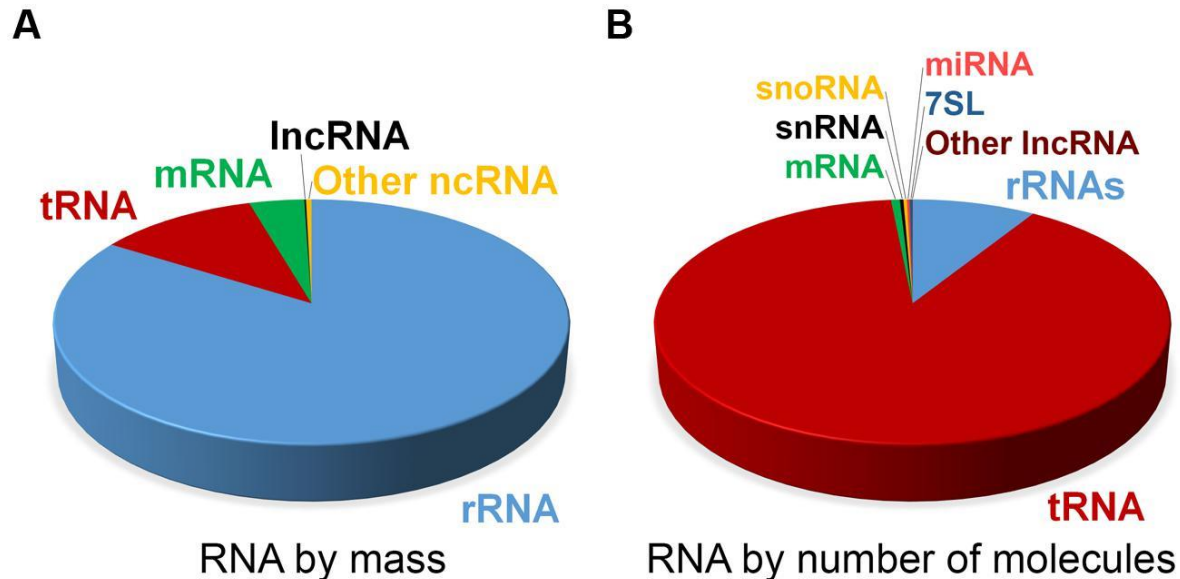 A
lncRNA
mRNA
Other ncRNA
tRNA
rRNA
RNA by mass
B
miRNA
snoRNA
7SL
snRNA
Other lncRNA
mRNA
rRNAs
tRNA
RNA by number of molecules